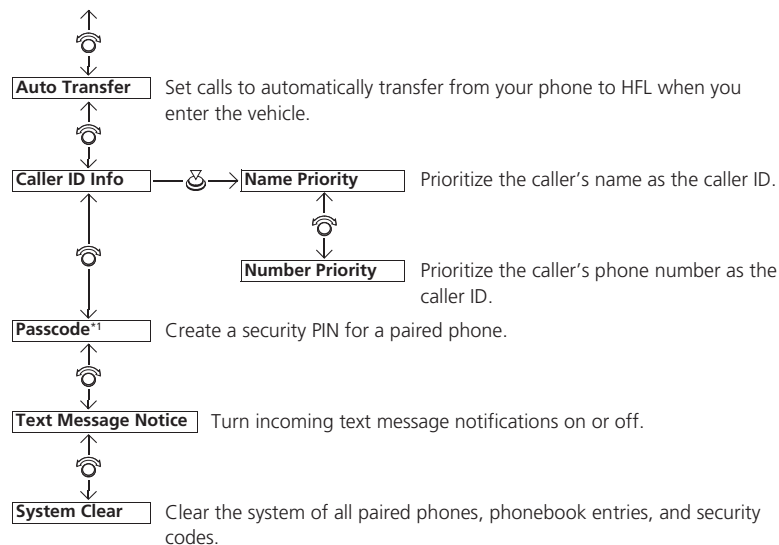 Auto Transfer Set calls to automatically transfer from your phone to HFL when you
enter the vehicle.
Caller ID Info Name Priority Prioritize the caller's name as the caller ID.
Number Priority Prioritize the caller's phone number as the
caller ID.
Passcode*1 Create a security PIN for a paired phone.
Text Message Notice Turn incoming text message notifications on or off.
System Clear Clear the system of all paired phones, phonebook entries, and security
codes.